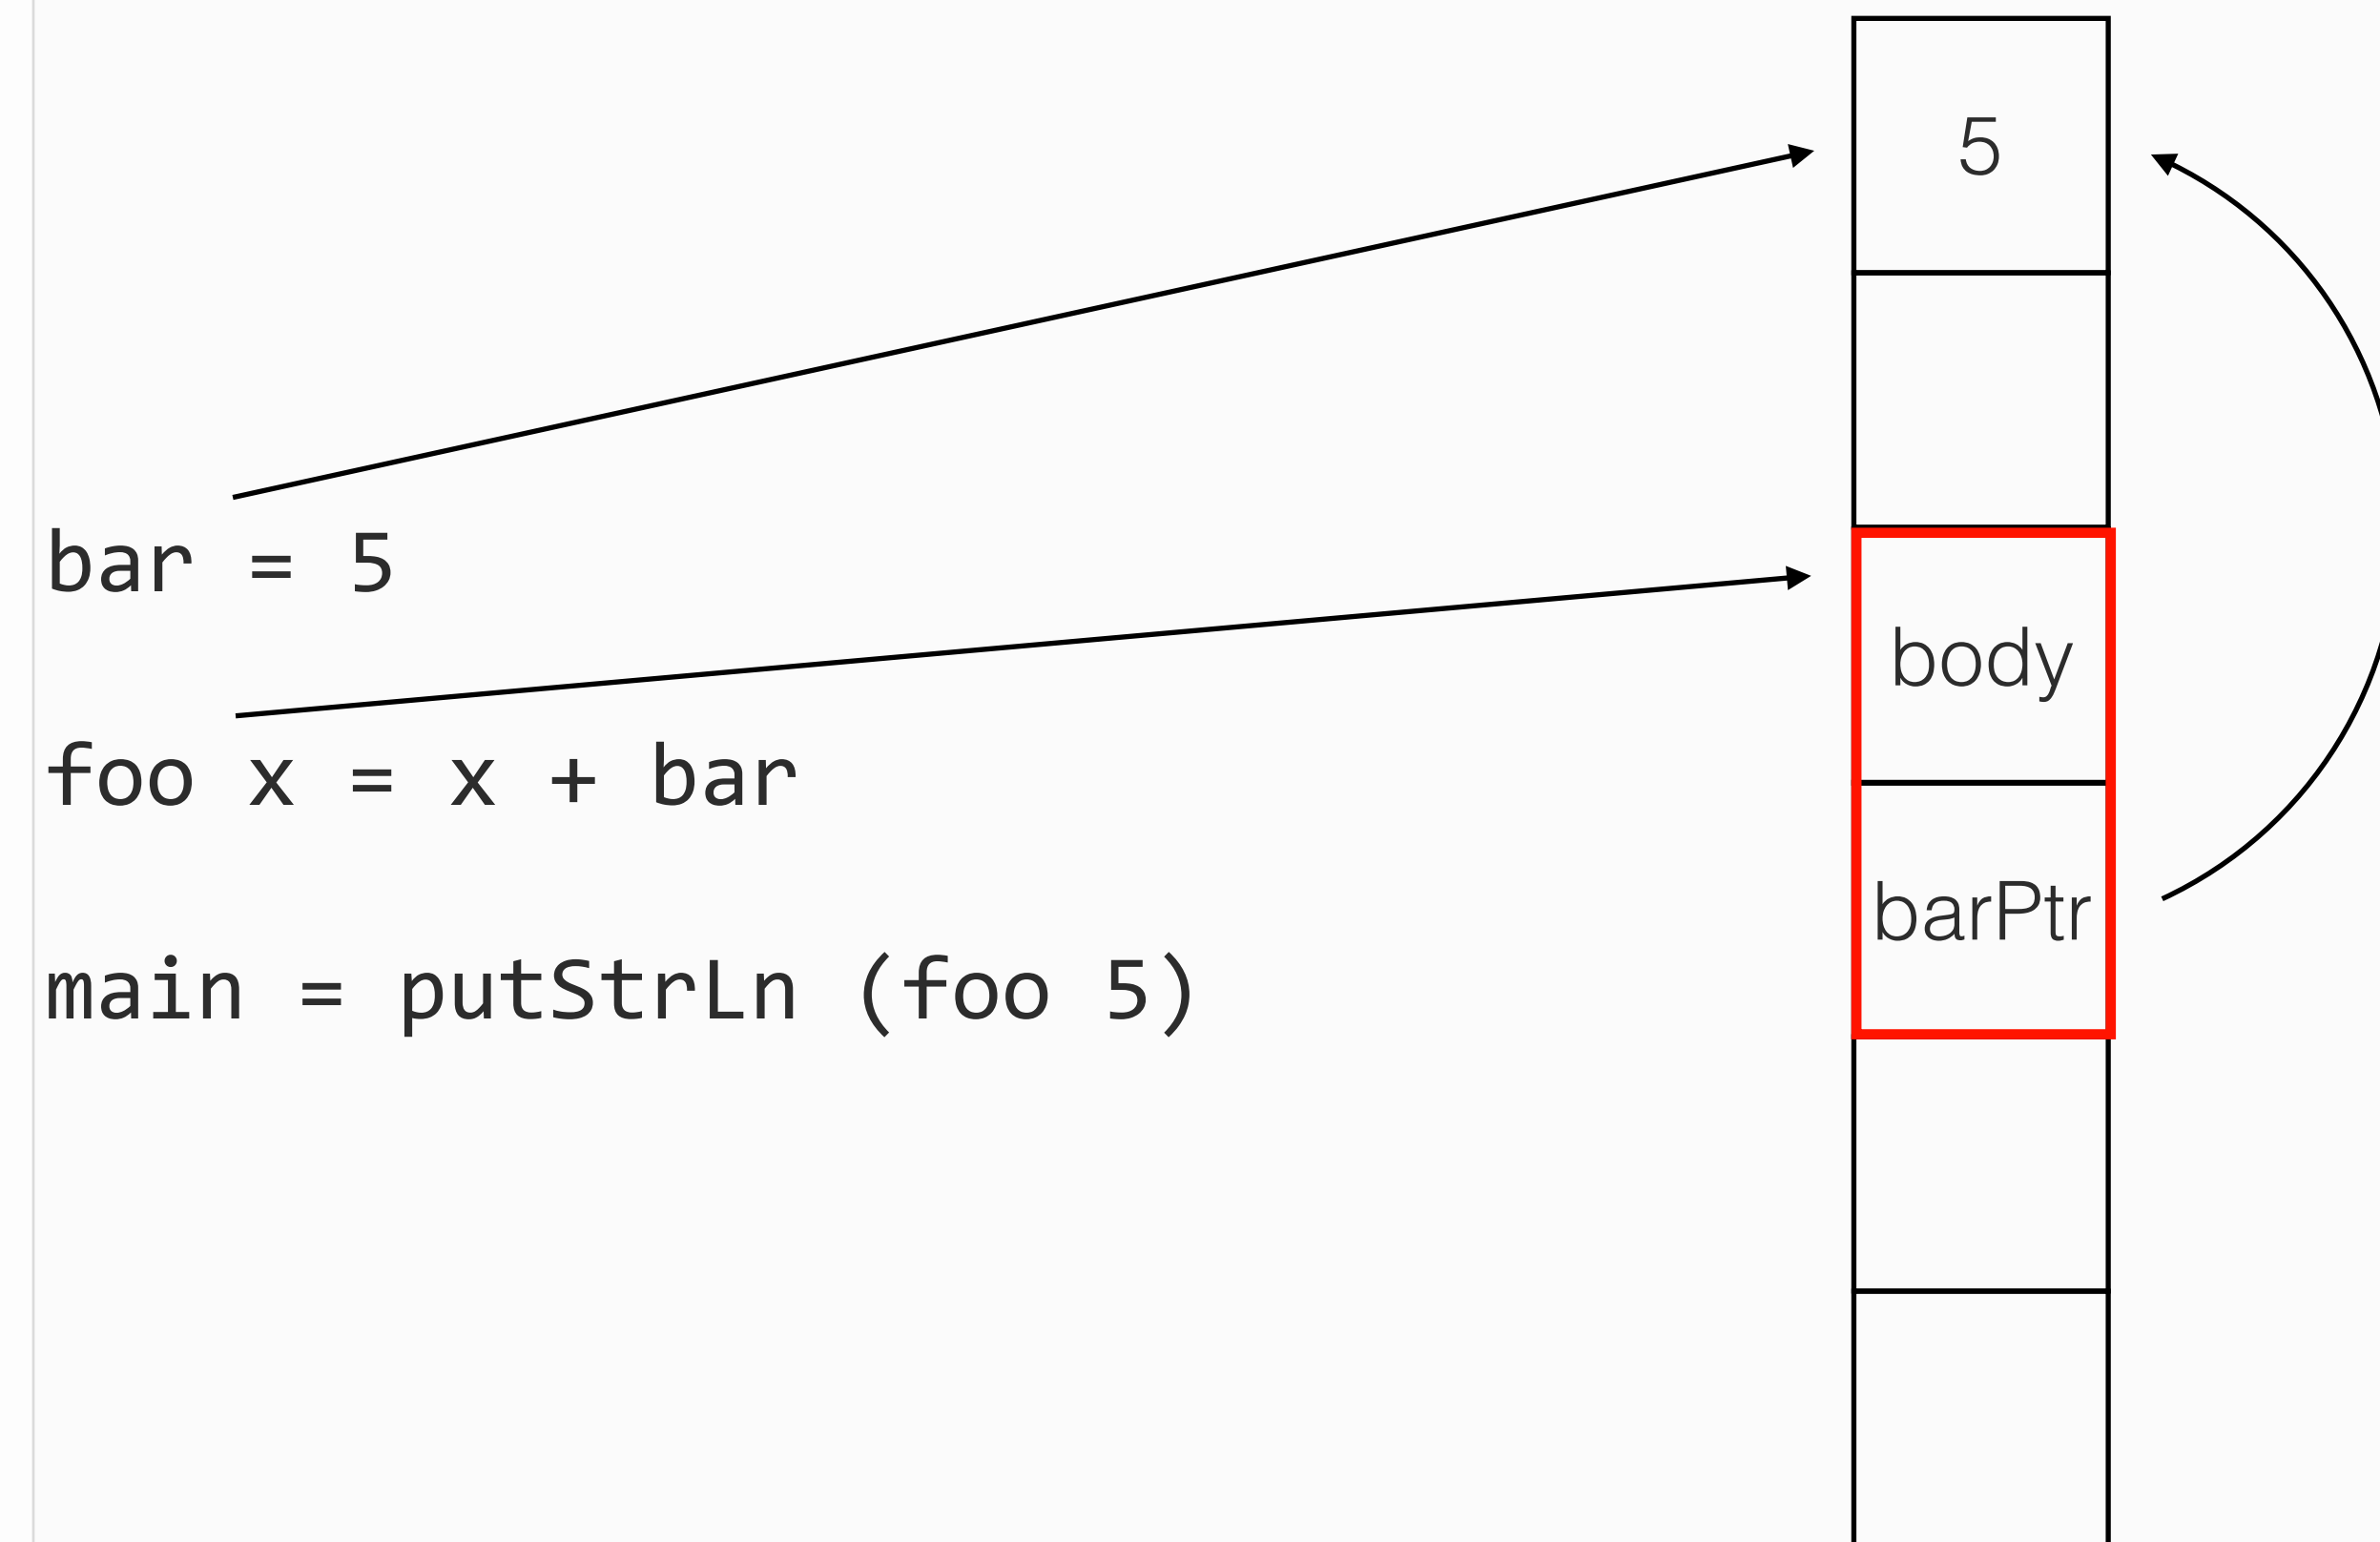 5
bar = 5
body
foo x = x + bar
barPtr
main = putStrLn (foo 5)